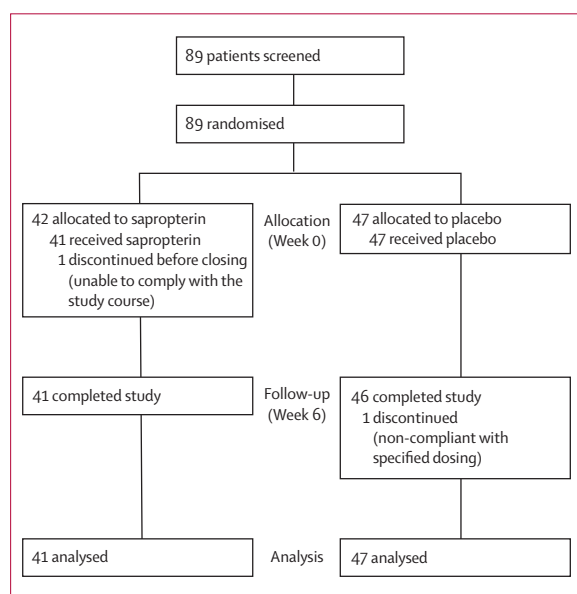 89 patients screened
89 randomised
42 allocated to sapropterin
41 received sapropterin
1 discontinued before closing
(unable to comply with the
study course)
Allocation
(Week 0)
47 allocated to placebo
47 received placebo
41 completed study
Follow-up
(Week 6)
46 completed study
1 discontinued
(non-compliant with
specified dosing)
41 analysed
Analysis
47 analysed